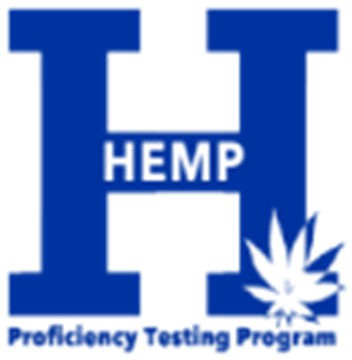 H
HEMP
Proficiency Testing Program